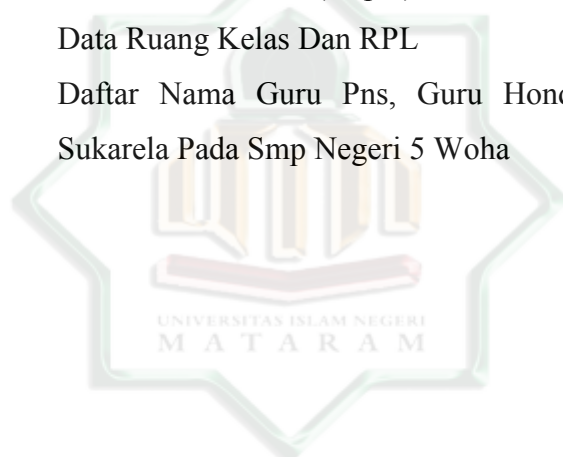 Data Ruang Kelas Dan RPL
Daftar Nama Guru Pns, Guru
Sukarela Pada Smp Negeri 5 Woha
UNIVERSITAS ISLAM NEGERI
M A T A R A M